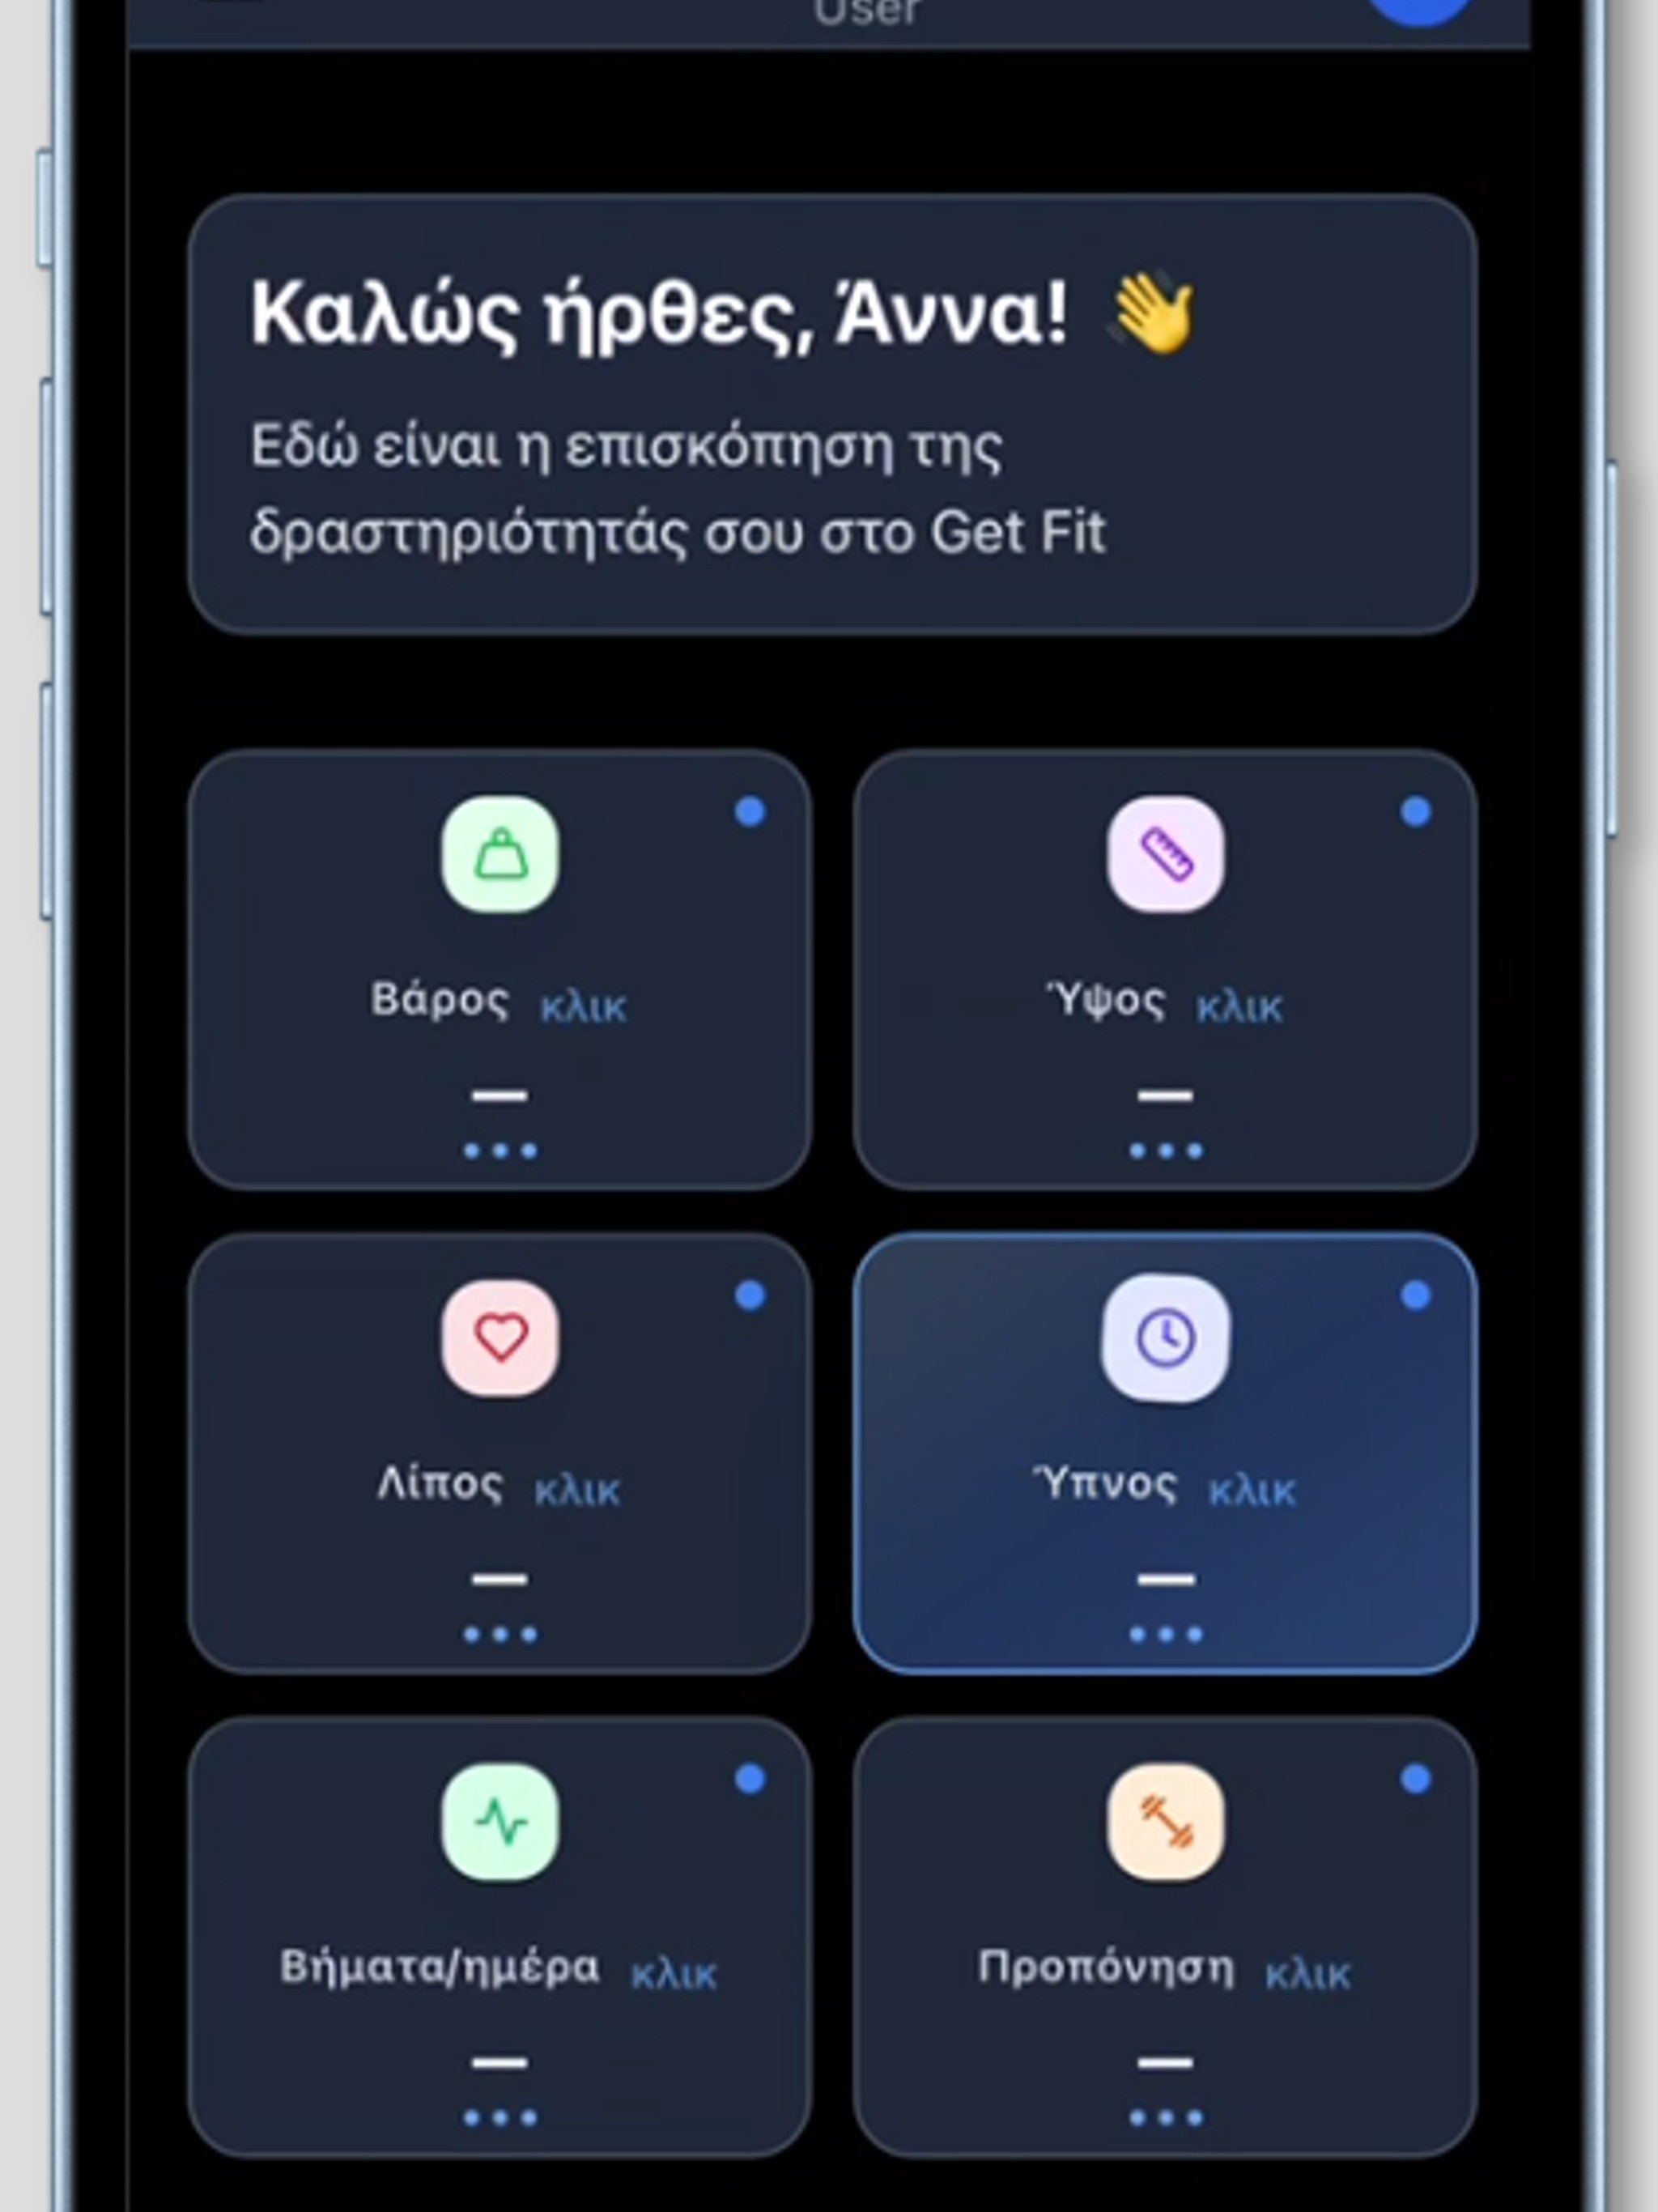 User
Καλώς ήρθες, Άννα! 👋
Εδώ είναι η επισκόπηση της
δραστηριότητάς σου στο Get Fit
Βάρος κλικ
—
Ύψος κλικ
—
Λίπος κλικ
—
Ύπνος κλικ
—
Βήματα/ημέρα κλικ
—
Προπόνηση κλικ
—